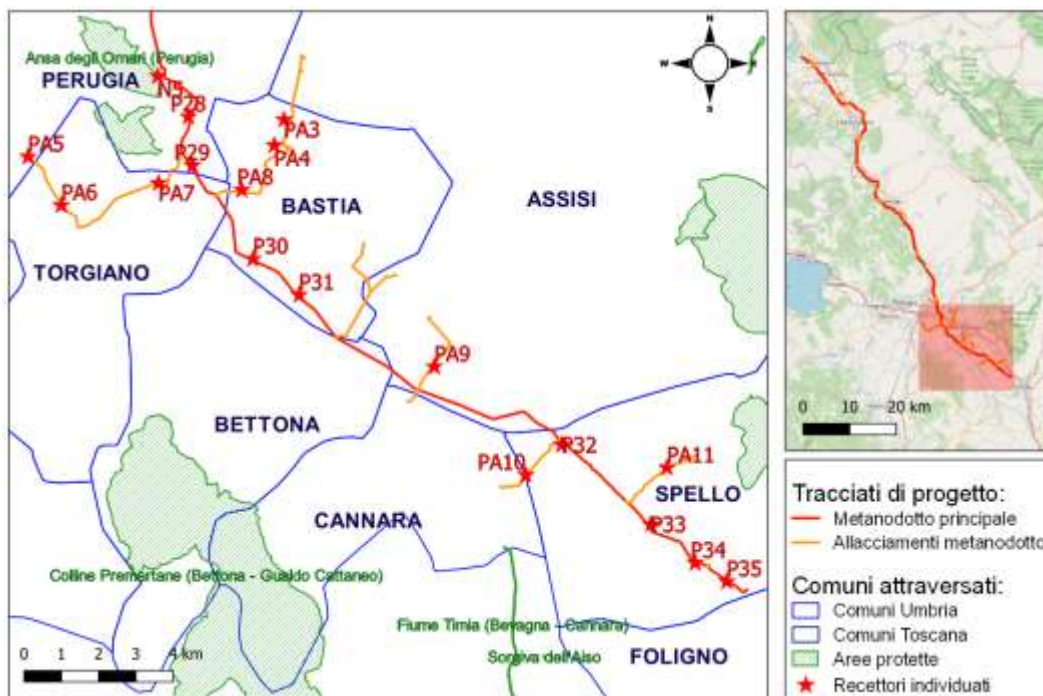 Ansa degli Ornari (Perugia)
PERUGIA
N5
P28
PA3
PA5
PA4
P29
PA8
PA7
PA6
BASTIA
ASSISI
P30
TORGIANO
P31
PA9
BETTONA
P32
PA10
PA11
SPELLO
CANNARA
P33
P34
P35
Colline Premartane (Bettona - Gualdo Cattaneo)
Fiume Timia (Bevagna - Cannara)
Sorgiva dell'Aiso
FOLIGNO
0 1 2 3 4 km
N
W E
S
0 10 20 km
Tracciati di progetto:
Metanodotto principale
Allacciamenti metanodotto
Comuni attraversati:
Comuni Umbria
Comuni Toscana
Aree protette
Recettori individuati